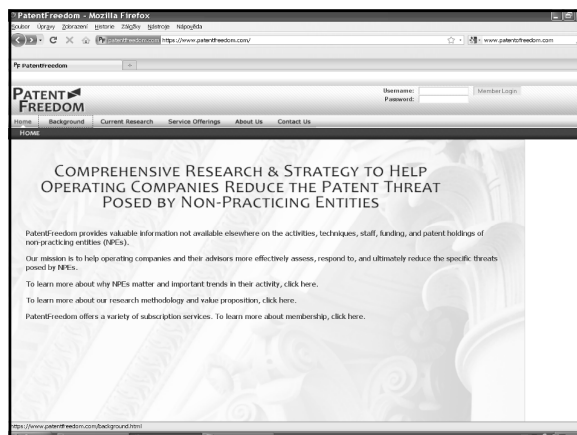 PatentFreedom - Mozilla Firefox
Soubor Úpravy Zobrazení Historie Záložky Nástroje Nápověda
patentfreedom.com https://www.patentfreedom.com/ www.patentofreedom.com
PatentFreedom
PATENT
FREEDOM
Username: Member Login
Password:
Home Background Current Research Service Offerings About Us Contact Us
HOME
COMPREHENSIVE RESEARCH & STRATEGY TO HELP
OPERATING COMPANIES REDUCE THE PATENT THREAT
POSED BY NON-PRACTICING ENTITIES
PatentFreedom provides valuable information not available elsewhere on the activities, techniques, staff, funding, and patent holdings of
non-practicing entities (NPEs).
Our mission is to help operating companies and their advisors more effectively assess, respond to, and ultimately reduce the specific threats
posed by NPEs.
To learn more about why NPEs matter and important trends in their activity, click here.
To learn more about our research methodology and value proposition, click here.
PatentFreedom offers a variety of subscription services. To learn more about membership, click here.
https://www.patentfreedom.com/background.html